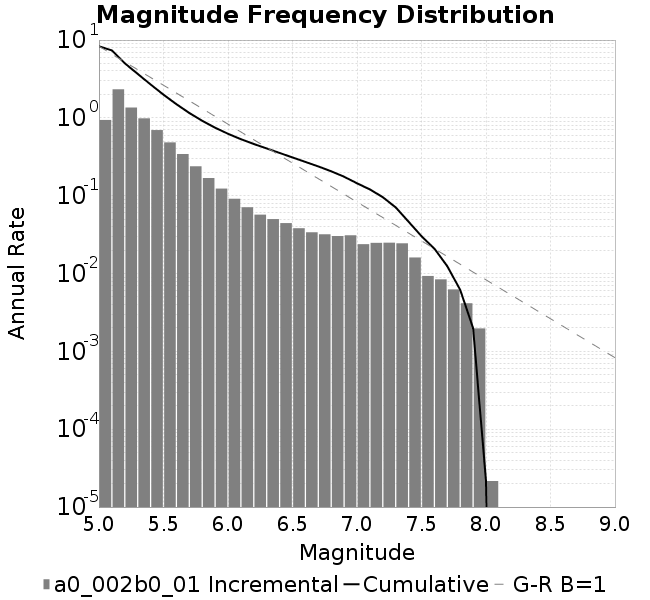 Magnitude Frequency Distribution
10^1
10^0
10^-1
10^-2
10^-3
10^-4
10^-5
Annual Rate
5.0 5.5 6.0 6.5 7.0 7.5 8.0 8.5 9.0
Magnitude
a0_002b0_01 Incremental Cumulative G-R B=1